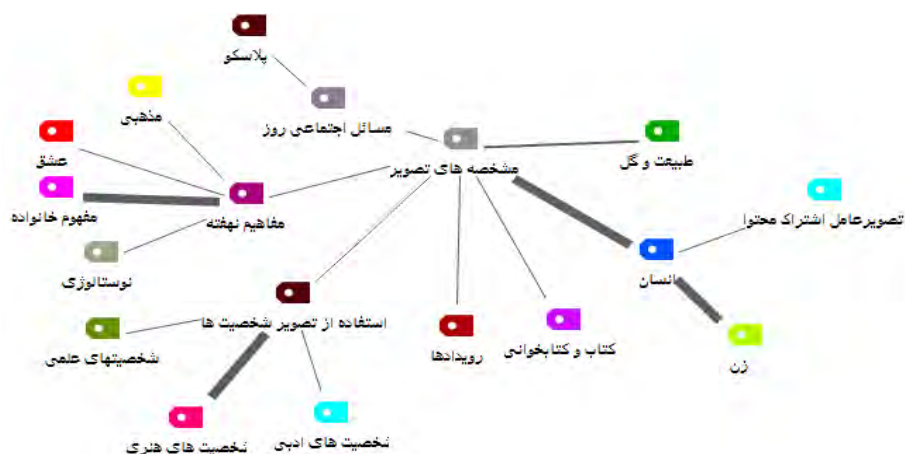 پلاسکو
مذهبی
مسائل اجتماعی روز
عشق
مشخصه های تصویر
طبیعت و گل
مفهوم خانواده
مفاهیم نهفته
تصویرعامل اشتراک محتوا
نوستالوژی
انسان
استفاده از تصویر شخصیت ها
شخصیتهای علمی
رویدادها
کتاب و کتابخوانی
زن
شخصیت های هنری
شخصیت های ادبی